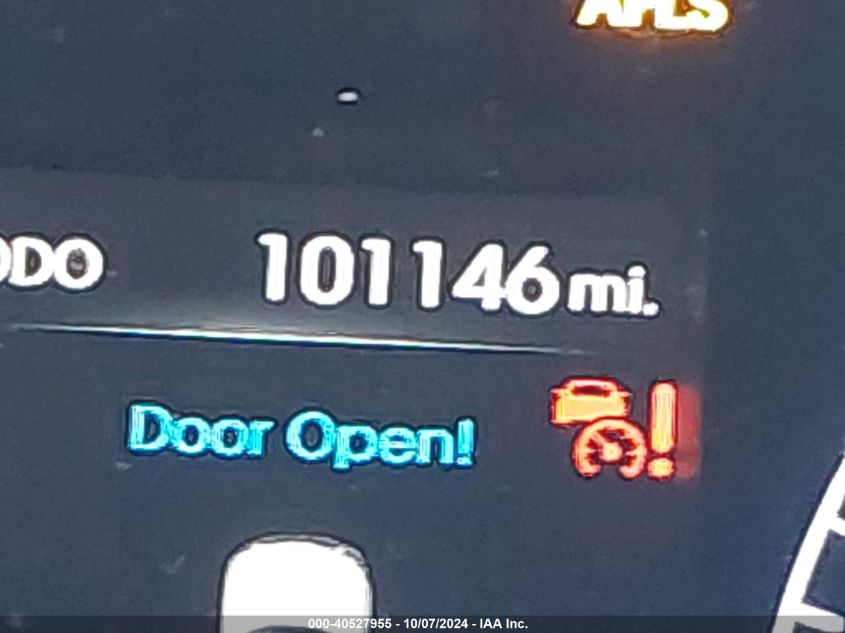 AFLS
ODO 101146 mi.
Door Open!
000-40527955 - 10/07/2024 - IAA Inc.